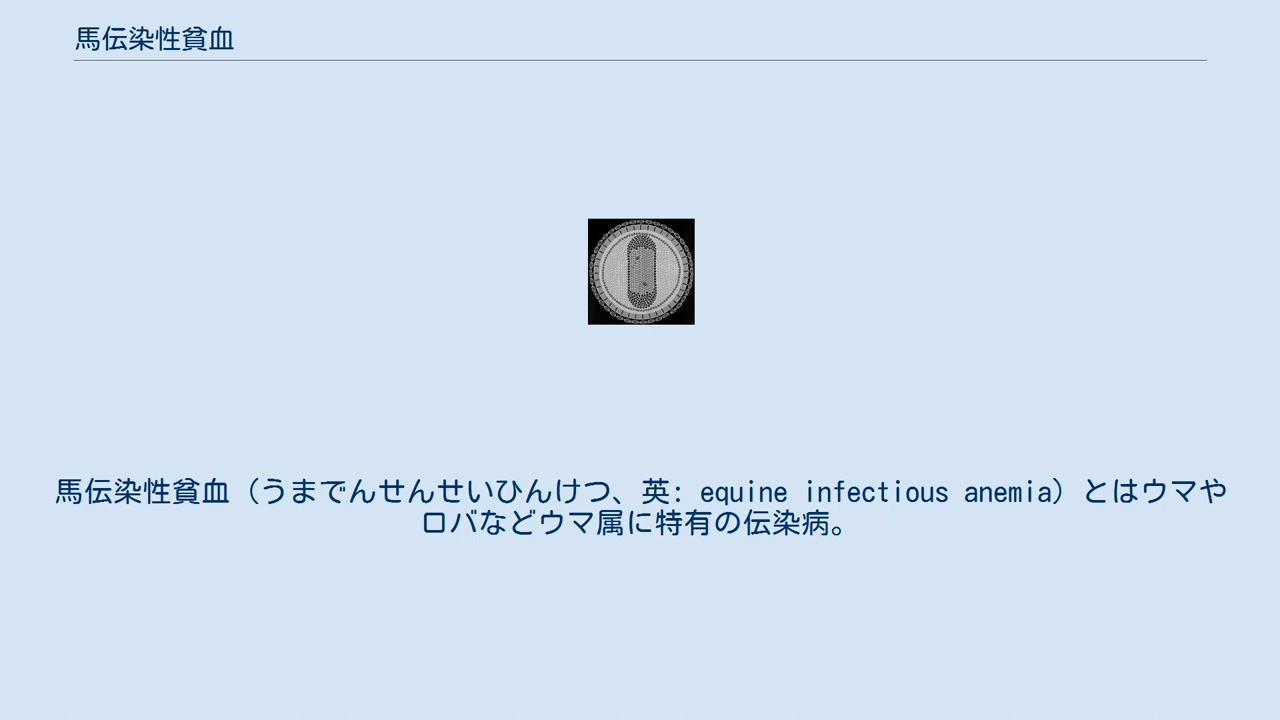 馬伝染性貧血
馬伝染性貧血（うまでんせんせいひんけつ、英: equine infectious anemia）とはウマや
ロバなどウマ属に特有の伝染病。